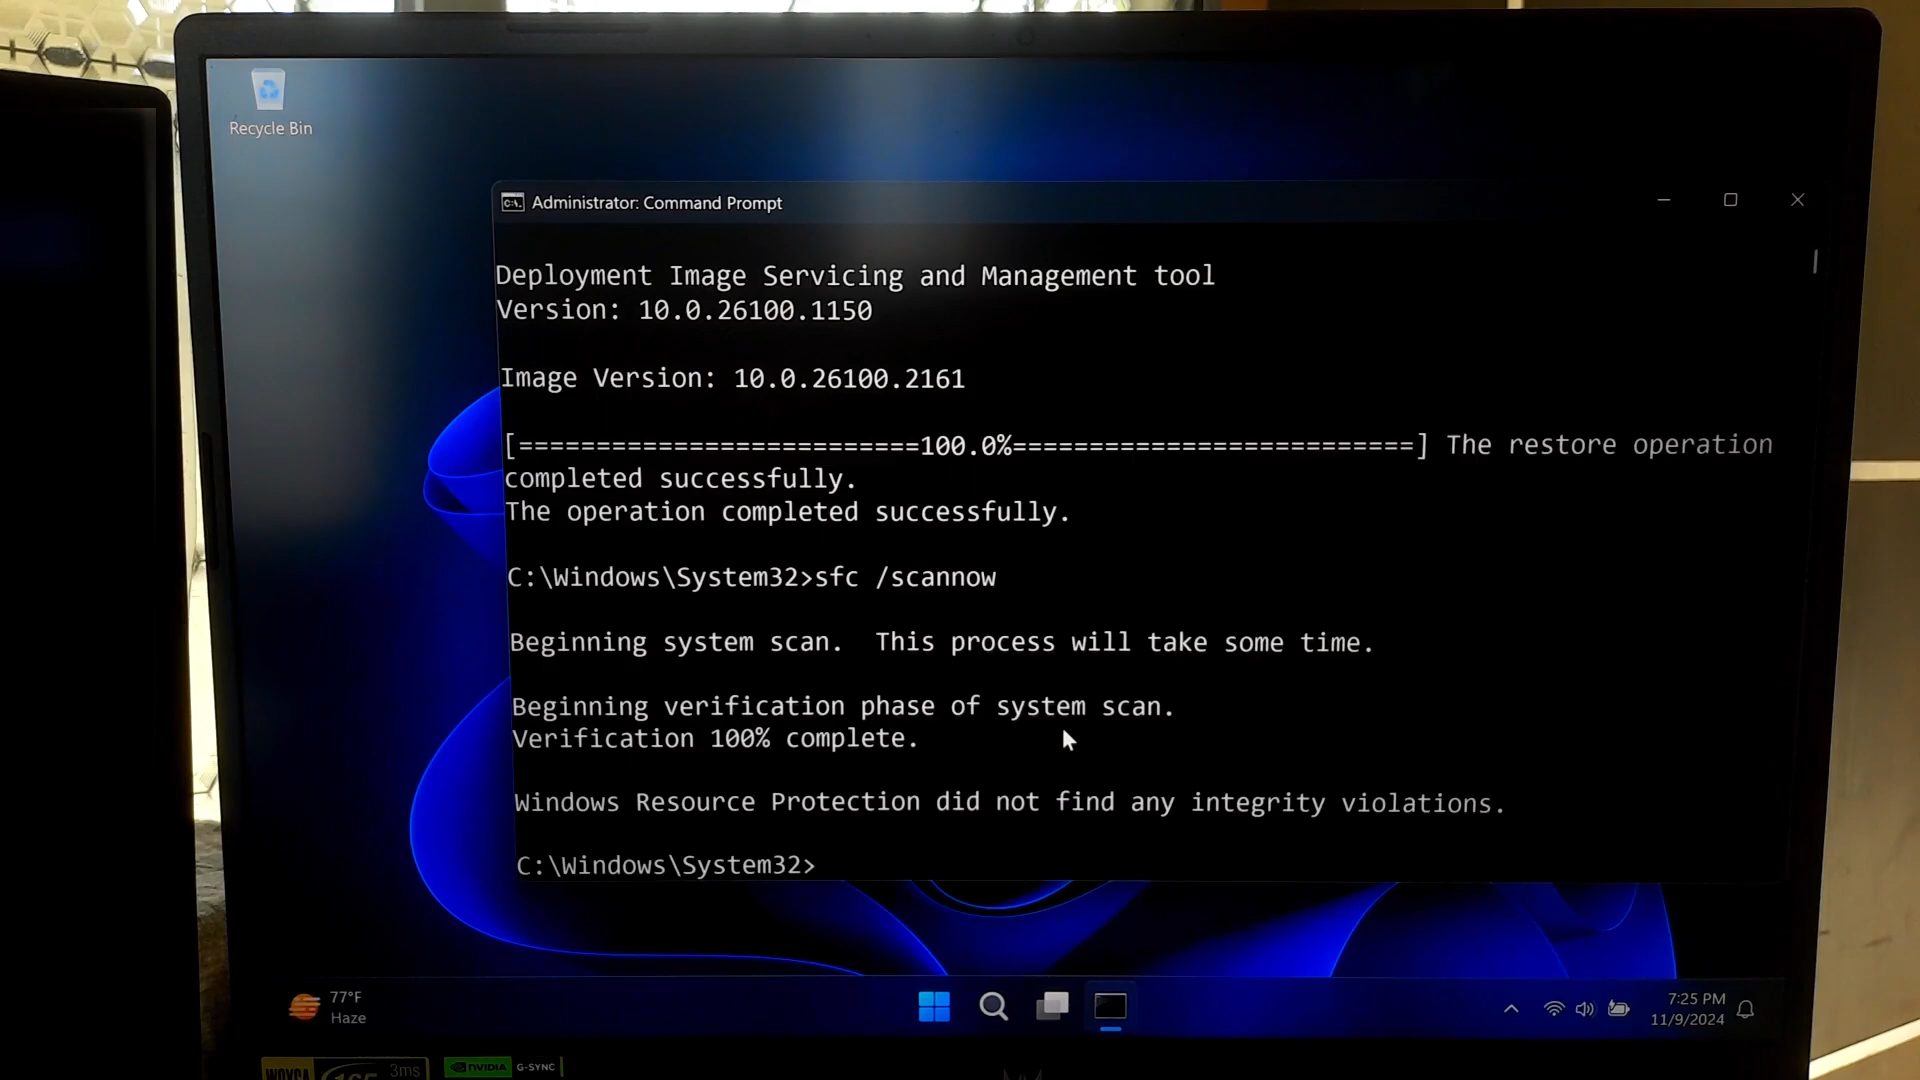 Recycle Bin
Administrator: Command Prompt
Deployment Image Servicing and Management tool
Version: 10.0.26100.1150
Image Version: 10.0.26100.2161
[==========================100.0%==========================] The restore operation
completed successfully.
The operation completed successfully.
C:\Windows\System32>sfc /scannow
Beginning system scan.  This process will take some time.
Beginning verification phase of system scan.
Verification 100% complete.
Windows Resource Protection did not find any integrity violations.
C:\Windows\System32>
77°F
Haze
7:25 PM
11/9/2024
3ms
NVIDIA G-SYNC